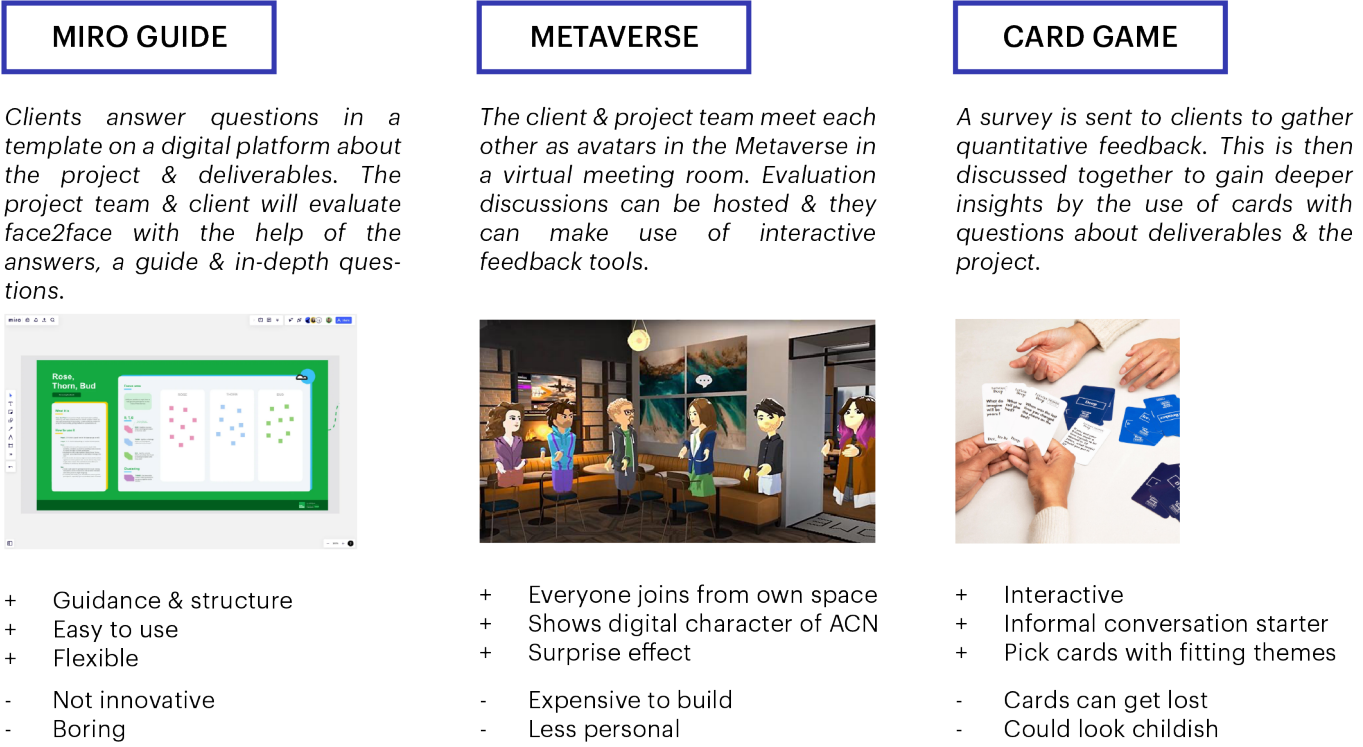 MIRO GUIDE
Clients answer questions in a
template on a digital platform about
the project & deliverables. The
project team & client will evaluate
face2face with the help of the
answers, a guide & in-depth ques-
tions.
miro
Rose,
Thorn, Bud
+ Guidance & structure
+ Easy to use
+ Flexible
- Not innovative
- Boring
METAVERSE
The client & project team meet each
other as avatars in the Metaverse in
a virtual meeting room. Evaluation
discussions can be hosted & they
can make use of interactive
feedback tools.
+ Everyone joins from own space
+ Shows digital character of ACN
+ Surprise effect
- Expensive to build
- Less personal
CARD GAME
A survey is sent to clients to gather
quantitative feedback. This is then
discussed together to gain deeper
insights by the use of cards with
questions about deliverables & the
project.
Deep
+ Interactive
+ Informal conversation starter
+ Pick cards with fitting themes
- Cards can get lost
- Could look childish